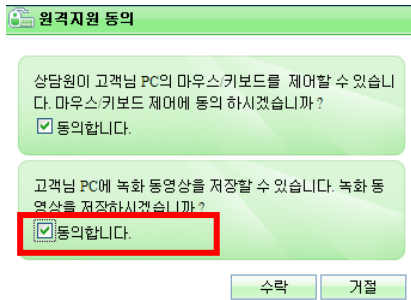 원격지원 동의
상담원이 고객님 PC의 마우스/키보드를 제어할 수 있습니
다. 마우스/키보드 제어에 동의 하시겠습니까 ?
동의합니다.
고객님 PC에 녹화 동영상을 저장할 수 있습니다. 녹화 동
영상을 저장하시겠습니까 ?
동의합니다.
수락 거절